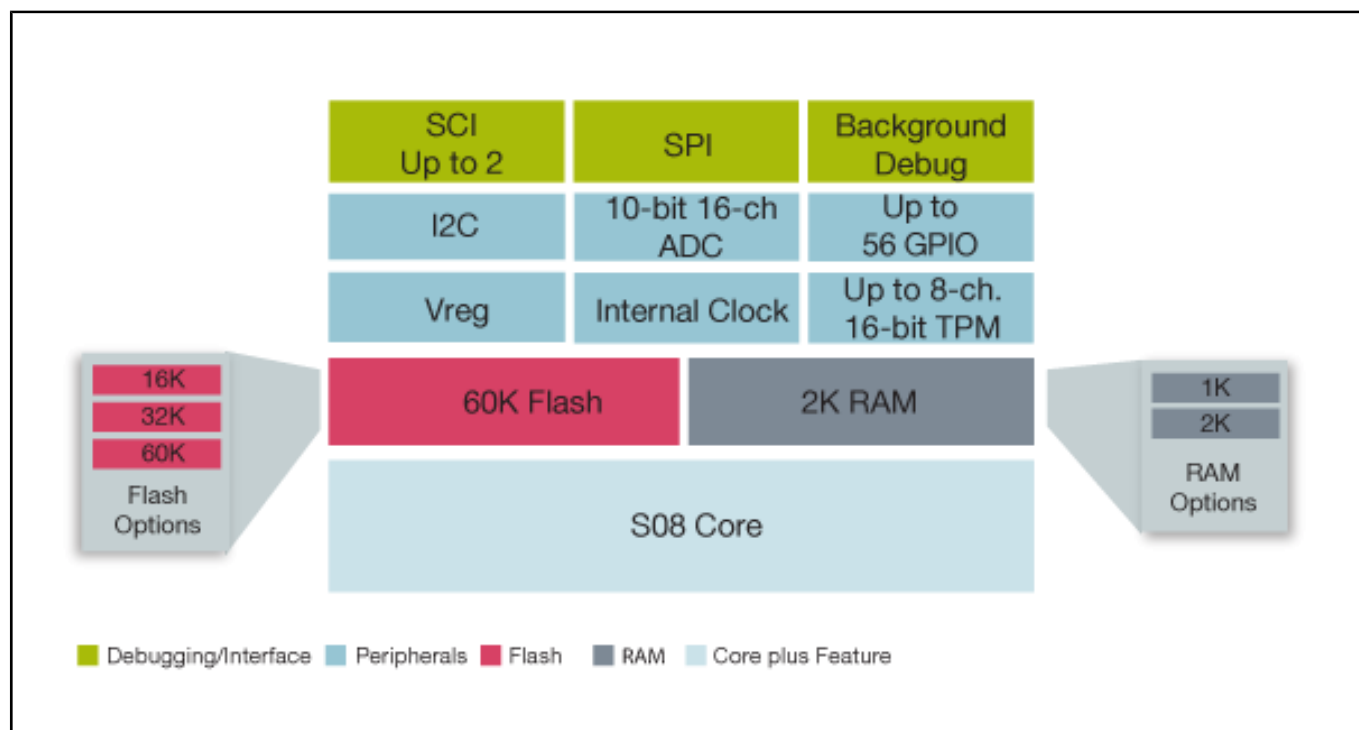 SCI
Up to 2
SPI
Background
Debug
I2C
10-bit 16-ch
ADC
Up to
56 GPIO
Vreg
Internal Clock
Up to 8-ch.
16-bit TPM
16K
32K
60K
Flash
Options
60K Flash
2K RAM
1K
2K
RAM
Options
S08 Core
Debugging/Interface
Peripherals
Flash
RAM
Core plus Feature